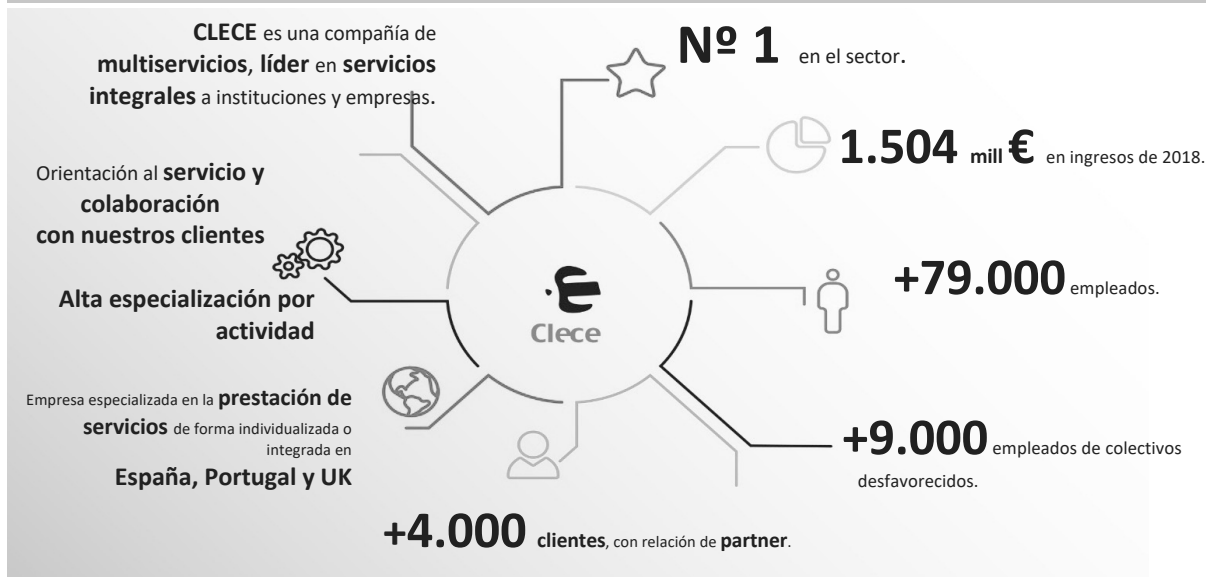 CLECE es una compañía de
multiservicios, líder en servicios
integrales a instituciones y empresas.
Nº 1 en el sector.
1.504 mill € en ingresos de 2018.
Orientación al servicio y
colaboración
con nuestros clientes
+79.000 empleados.
Alta especialización por
actividad
Clece
Empresa especializada en la prestación de
servicios de forma individualizada o
integrada en
España, Portugal y UK
+9.000 empleados de colectivos
desfavorecidos.
+4.000 clientes, con relación de partner.